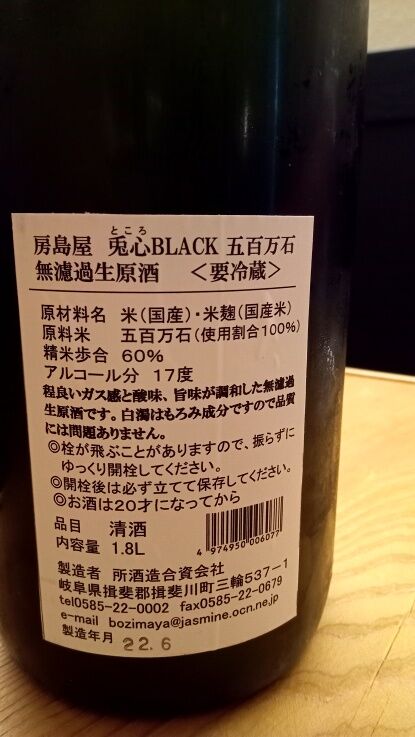 ところ
房島屋 兎心BLACK 五百万石
無濾過生原酒 ＜要冷蔵＞
原材料名 米（国産）・米麹（国産米）
原料米 五百万石（使用割合100％）
精米歩合 60％
アルコール分 17度
程良いガス感と酸味、旨味が調和した無濾過
生原酒です。白濁はもろみ成分ですので品質
には問題ありません。
◎栓が飛ぶことがありますので、振らずに
ゆっくり開栓してください。
◎開栓後は必ず立てて保存してください。
◎お酒は20才になってから
品目 清酒
内容量 1.8L
4 974950 006077
製造者 所酒造合資会社
岐阜県揖斐郡揖斐川町三輪537-1
tel0585-22-0002 fax0585-22-0679
e-mail bozimaya@jasmine.ocn.ne.jp
製造年月 22.6